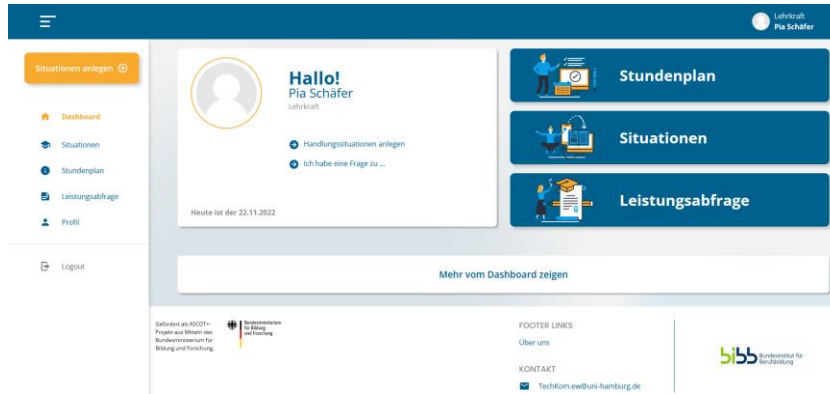 Lehrkraft
Pia Schäfer
Situationen anlegen
Dashboard
Situationen
Stundenplan
Leistungsabfrage
Profil
Logout
Hallo!
Pia Schäfer
Lehrkraft
Handlungssituationen anlegen
Ich habe eine Frage zu ...
Heute ist der 22.11.2022
Stundenplan
Situationen
Leistungsabfrage
Mehr vom Dashboard zeigen
Gefördert als ASCOT+-
Projekt aus Mitteln des
Bundesministerium für
Bildung und Forschung.
Bundesministerium
für Bildung
und Forschung
FOOTER LINKS
Über uns
KONTAKT
TechKom.ew@uni-hamburg.de
bibb
Bundesinstitut für
Berufsbildung